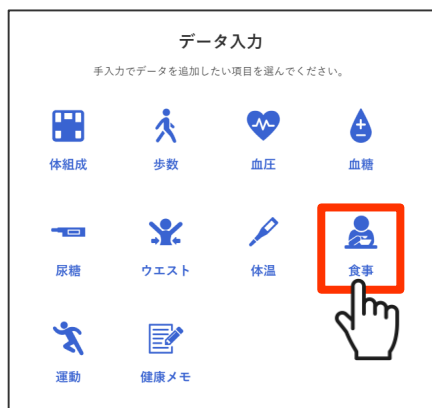 データ入力
手入力でデータを追加したい項目を選んでください。
体組成 歩数 血圧 血糖
尿糖 ウエスト 体温 食事
運動 健康メモ